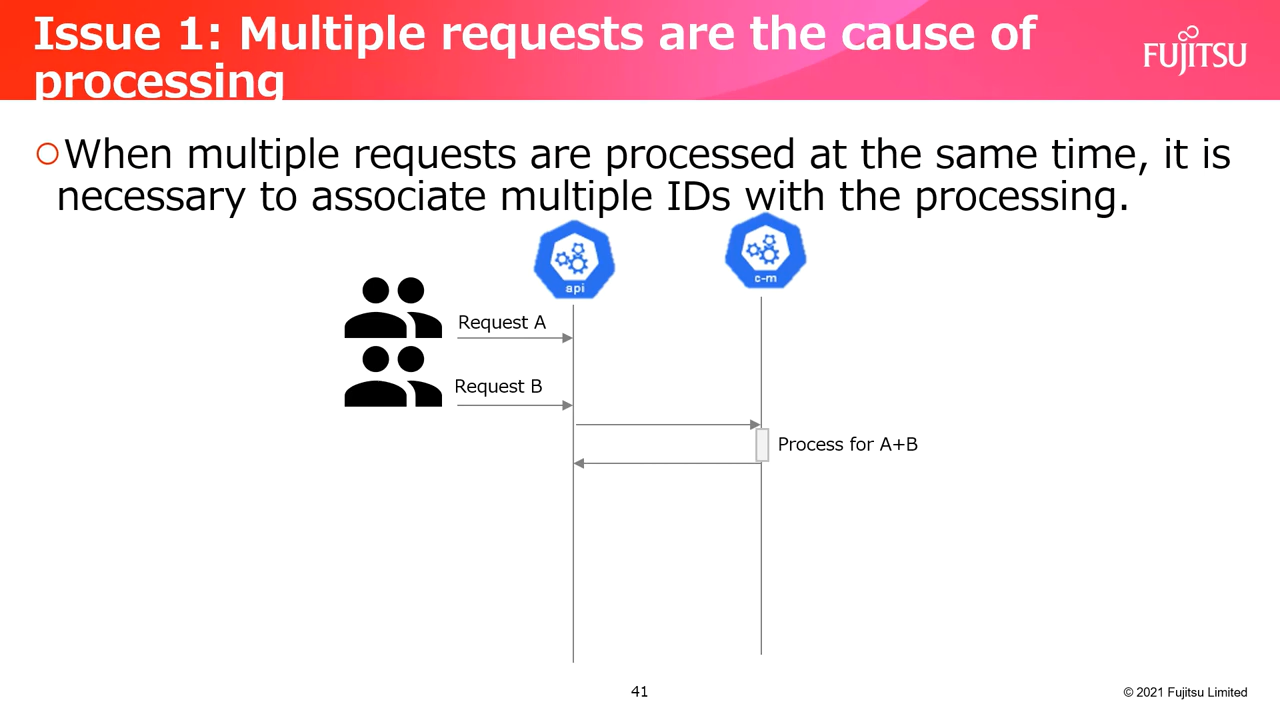 Issue 1: Multiple requests are the cause of
processing
FUJITSU
○When multiple requests are processed at the same time, it is
necessary to associate multiple IDs with the processing.
api
c-m
Request A
Request B
Process for A+B
41
© 2021 Fujitsu Limited